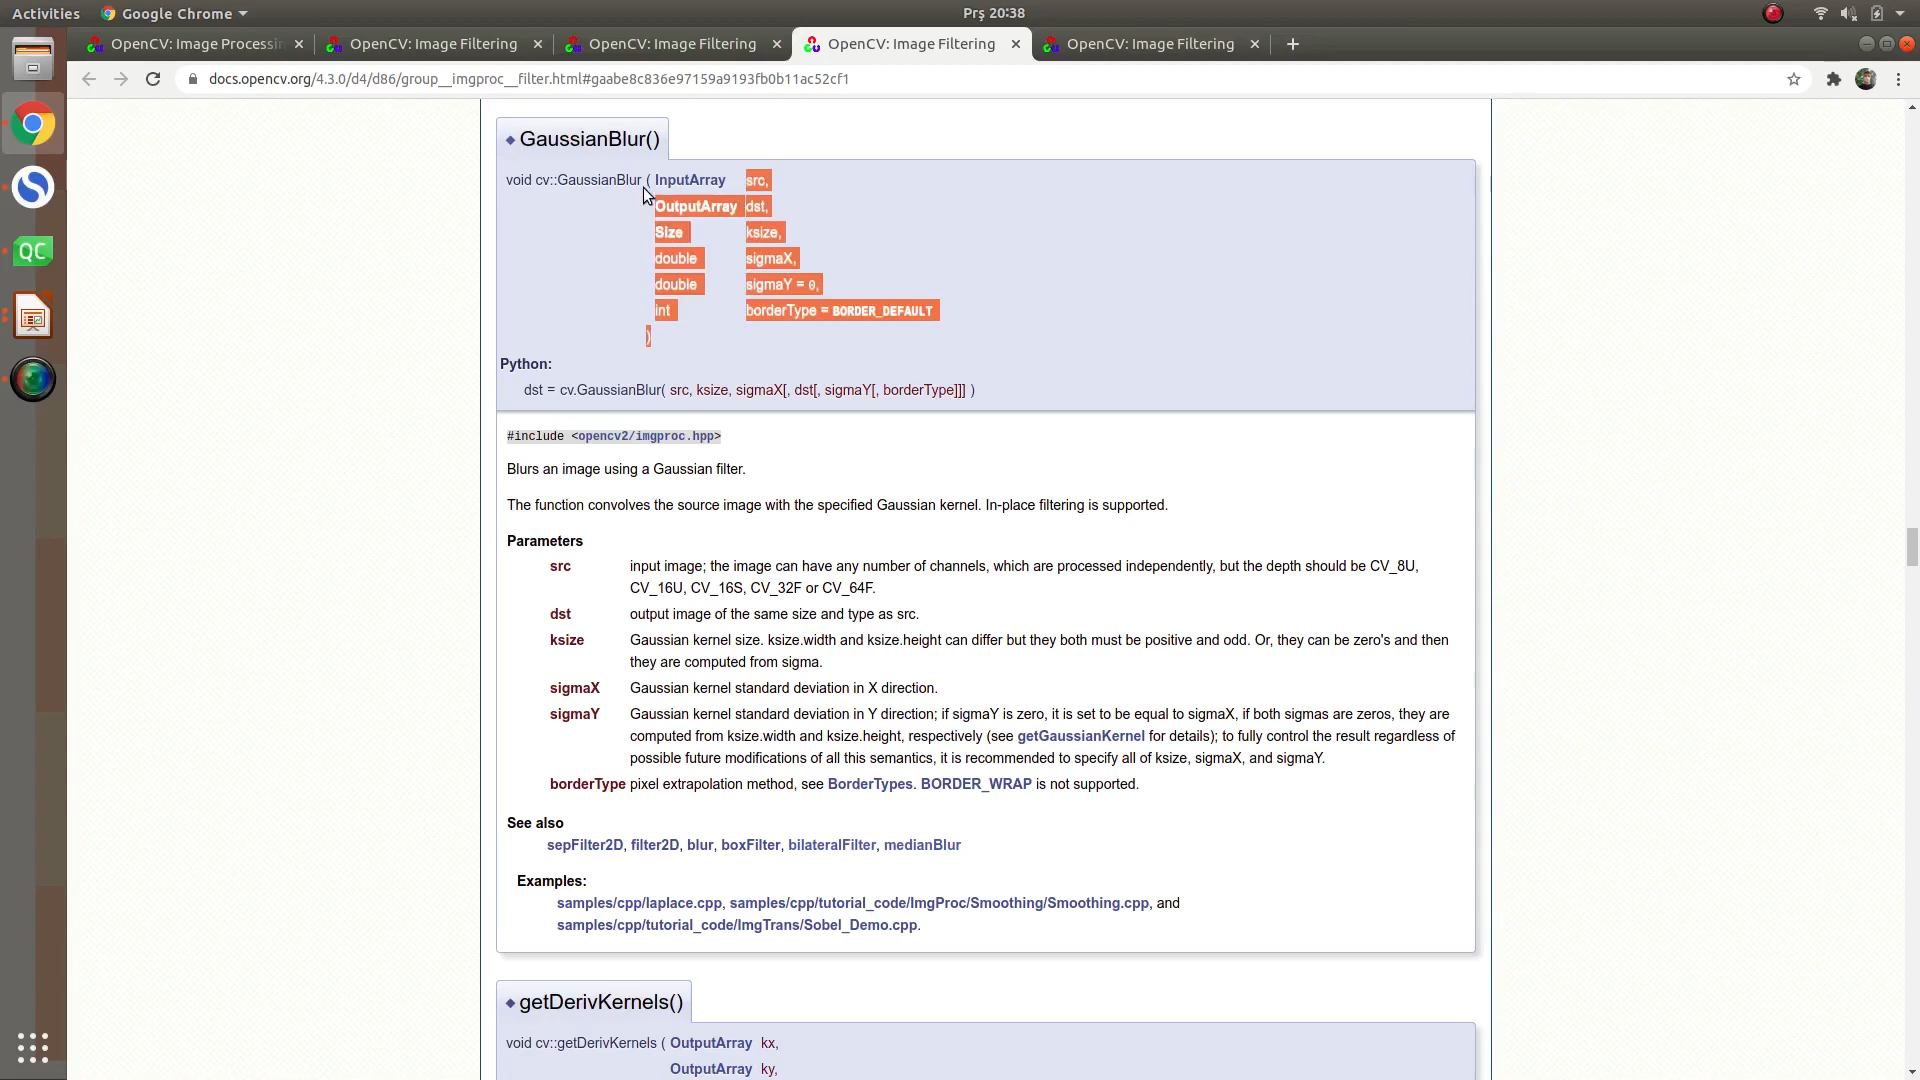 Activities Google Chrome Prş 20:38
OpenCV: Image Processin OpenCV: Image Filtering OpenCV: Image Filtering OpenCV: Image Filtering OpenCV: Image Filtering
docs.opencv.org/4.3.0/d4/d86/group__imgproc__filter.html#gaabe8c836e97159a9193fb0b11ac52cf1
QC
◆ GaussianBlur()
void cv::GaussianBlur ( InputArray src,
OutputArray dst,
Size ksize,
double sigmaX,
double sigmaY = 0,
int borderType = BORDER_DEFAULT
)
Python:
dst = cv.GaussianBlur( src, ksize, sigmaX[, dst[, sigmaY[, borderType]]] )
#include <opencv2/imgproc.hpp>
Blurs an image using a Gaussian filter.
The function convolves the source image with the specified Gaussian kernel. In-place filtering is supported.
Parameters
src input image; the image can have any number of channels, which are processed independently, but the depth should be CV_8U,
CV_16U, CV_16S, CV_32F or CV_64F.
dst output image of the same size and type as src.
ksize Gaussian kernel size. ksize.width and ksize.height can differ but they both must be positive and odd. Or, they can be zero's and then
they are computed from sigma.
sigmaX Gaussian kernel standard deviation in X direction.
sigmaY Gaussian kernel standard deviation in Y direction; if sigmaY is zero, it is set to be equal to sigmaX, if both sigmas are zeros, they are
computed from ksize.width and ksize.height, respectively (see getGaussianKernel for details); to fully control the result regardless of
possible future modifications of all this semantics, it is recommended to specify all of ksize, sigmaX, and sigmaY.
borderType pixel extrapolation method, see BorderTypes. BORDER_WRAP is not supported.
See also
sepFilter2D, filter2D, blur, boxFilter, bilateralFilter, medianBlur
Examples:
samples/cpp/laplace.cpp, samples/cpp/tutorial_code/ImgProc/Smoothing/Smoothing.cpp, and
samples/cpp/tutorial_code/ImgTrans/Sobel_Demo.cpp.
◆ getDerivKernels()
void cv::getDerivKernels ( OutputArray kx,
OutputArray ky,